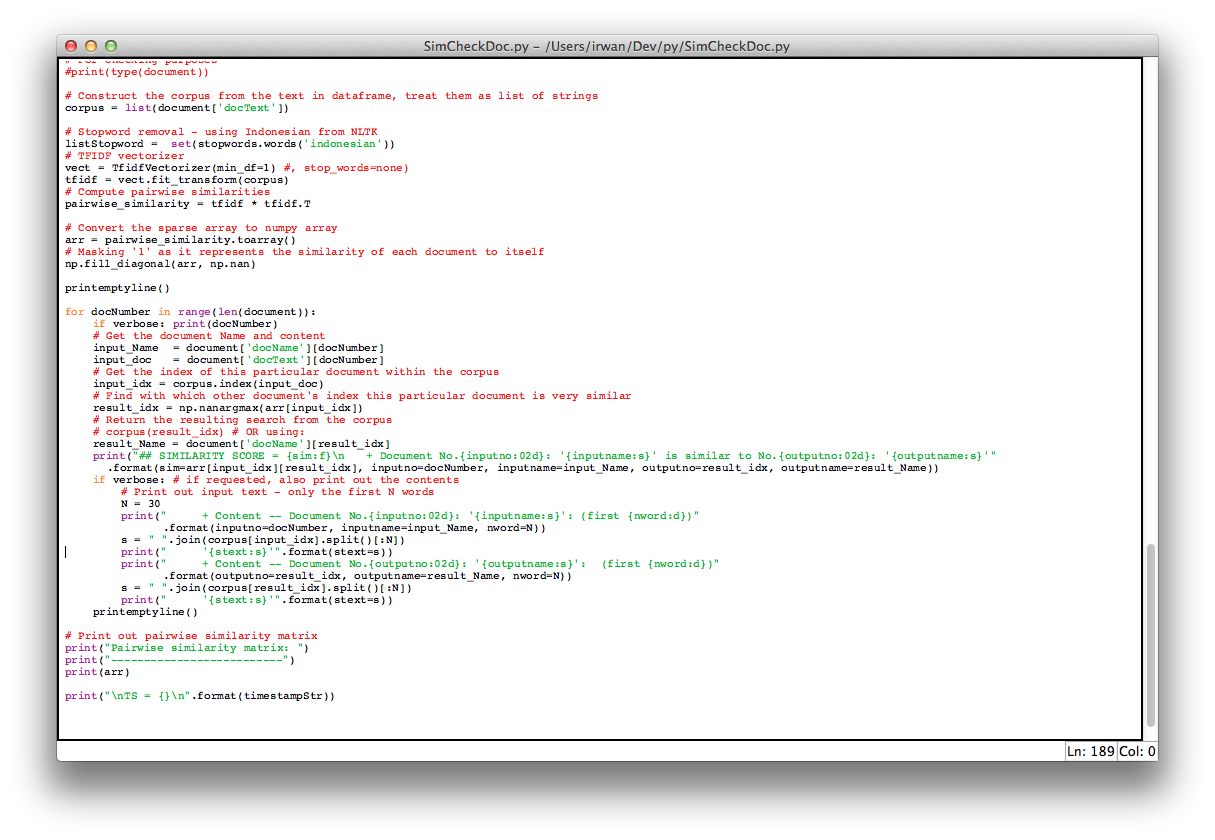 SimCheckDoc.py - /Users/irwan/Dev/py/SimCheckDoc.py
# For checking purposes
#print(type(document))

# Construct the corpus from the text in dataframe, treat them as list of strings
corpus = list(document['docText'])

# Stopword removal - using Indonesian from NLTK
listStopword =  set(stopwords.words('indonesian'))
# TFIDF vectorizer
vect = TfidfVectorizer(min_df=1) #, stop_words=none)
tfidf = vect.fit_transform(corpus)
# Compute pairwise similarities
pairwise_similarity = tfidf * tfidf.T

# Convert the sparse array to numpy array
arr = pairwise_similarity.toarray()
# Masking '1' as it represents the similarity of each document to itself
np.fill_diagonal(arr, np.nan)

printemptyline()

for docNumber in range(len(document)):
    if verbose: print(docNumber)
    # Get the document Name and content
    input_Name  = document['docName'][docNumber]
    input_doc   = document['docText'][docNumber]
    # Get the index of this particular document within the corpus
    input_idx = corpus.index(input_doc)
    # Find with which other document's index this particular document is very similar
    result_idx = np.nanargmax(arr[input_idx])
    # Return the resulting search from the corpus
    # corpus(result_idx) # OR using:
    result_Name = document['docName'][result_idx]
    print("## SIMILARITY SCORE = {sim:f}\n   + Document No.{inputno:02d}: '{inputname:s}' is similar to No.{outputno:02d}: '{outputname:s}'"
      .format(sim=arr[input_idx][result_idx], inputno=docNumber, inputname=input_Name, outputno=result_idx, outputname=result_Name))
    if verbose: # if requested, also print out the contents
        # Print out input text - only the first N words
        N = 30
        print("     + Content -- Document No.{inputno:02d}: '{inputname:s}': (first {nword:d})"
              .format(inputno=docNumber, inputname=input_Name, nword=N))
        s = " ".join(corpus[input_idx].split()[:N])
        print("     '{stext:s}'".format(stext=s))
        print("     + Content -- Document No.{outputno:02d}: '{outputname:s}':  (first {nword:d})"
              .format(outputno=result_idx, outputname=result_Name, nword=N))
        s = " ".join(corpus[result_idx].split()[:N])
        print("     '{stext:s}'".format(stext=s))
    printemptyline()

# Print out pairwise similarity matrix
print("Pairwise similarity matrix: ")
print("--------------------------")
print(arr)

print("\nTS = {}\n".format(timestampStr))
Ln: 189 Col: 0